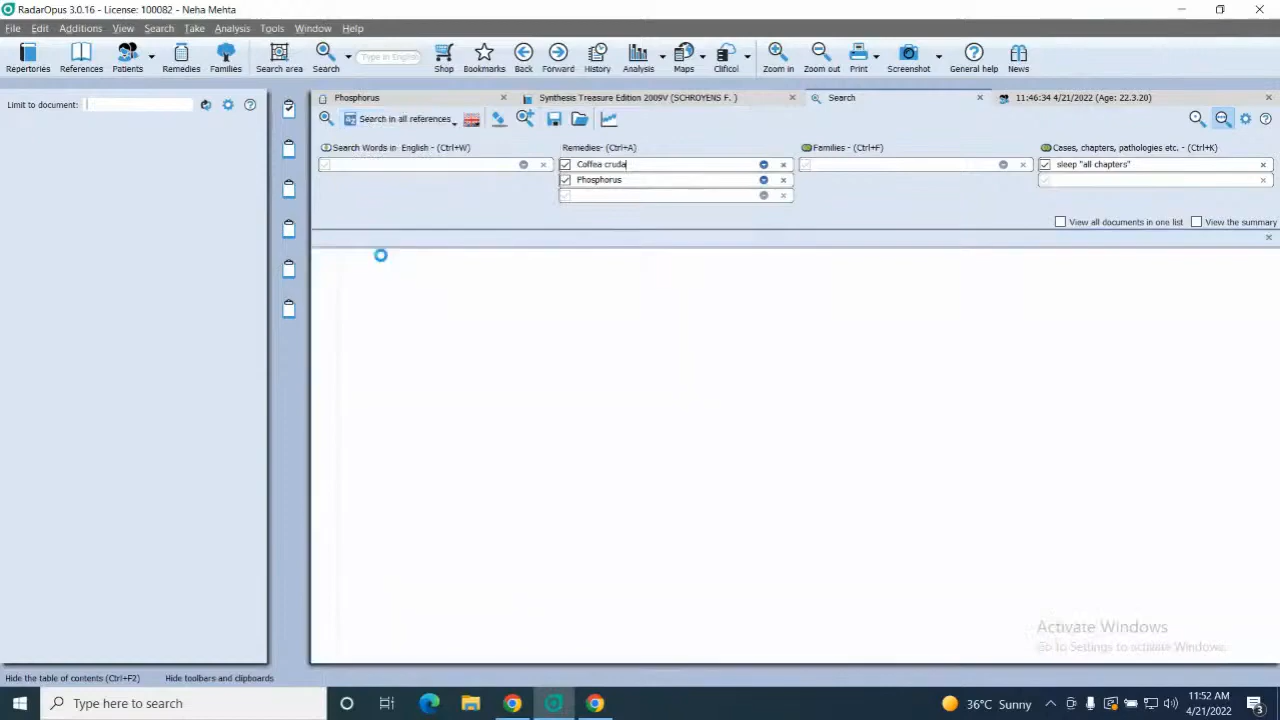 RadarOpus 3.0.16 - License: 100082 - Neha Mehta
File Edit Additions View Search Take Analysis Tools Window Help
Repertories References Patients Remedies Families Search area Search Type in English Shop Bookmarks Back Forward History Analysis Maps Clificol Zoom in Zoom out Print Screenshot General help News
Limit to document:
Phosphorus Synthesis Treasure Edition 2009V (SCHROYENS F. ) Search 11:46:34 4/21/2022 (Age: 22.3.20)
Search in all references
Search Words in English - (Ctrl+W) Remedies- (Ctrl+A) Families - (Ctrl+F) Cases, chapters, pathologies etc. - (Ctrl+K)
Coffea cruda sleep "all chapters"
Phosphorus
View all documents in one list View the summary
Activate Windows
Go to Settings to activate Windows.
Hide the table of contents (Ctrl+F2) Hide toolbars and clipboards
Type here to search 36°C Sunny 11:52 AM
4/21/2022 3